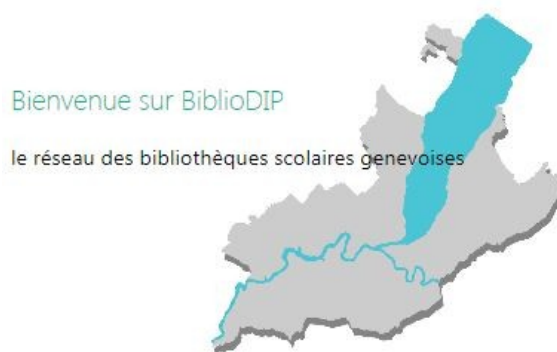 Bienvenue sur BiblioDIP
le réseau des bibliothèques scolaires genevoises